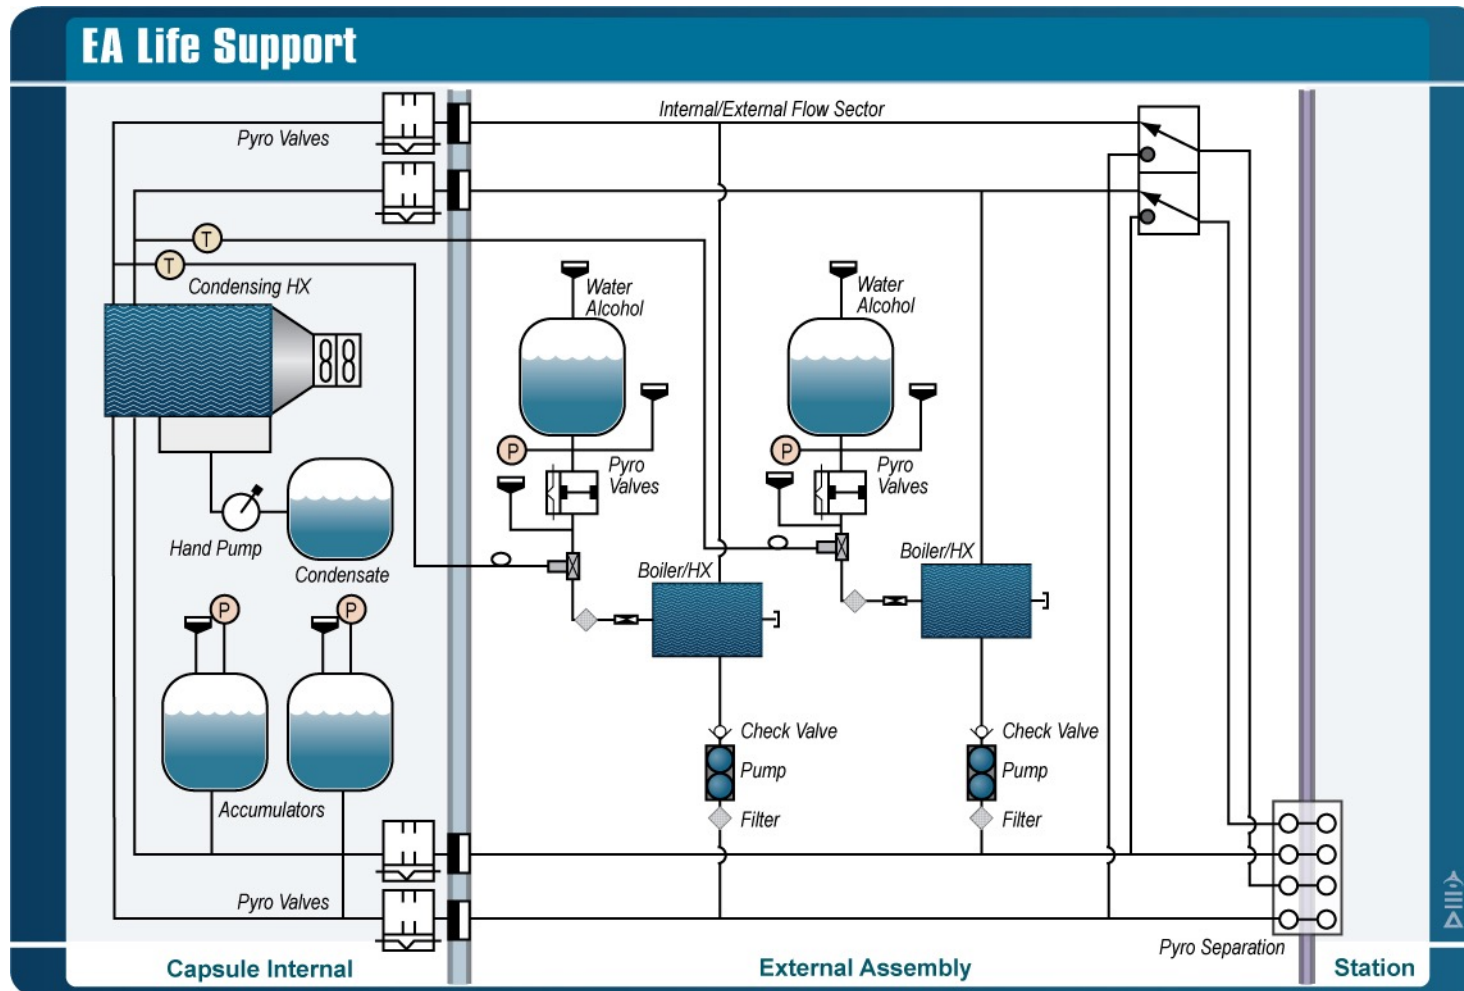 EA Life Support
Internal/External Flow Sector
Pyro Valves
T
T
Condensing HX
Water
Alcohol
Water
Alcohol
P
Pyro
Valves
P
Pyro
Valves
Hand Pump
Condensate
Boiler/HX
Boiler/HX
P
P
Check Valve
Check Valve
Pump
Pump
Accumulators
Filter
Filter
Pyro Valves
Pyro Separation
Capsule Internal
External Assembly
Station